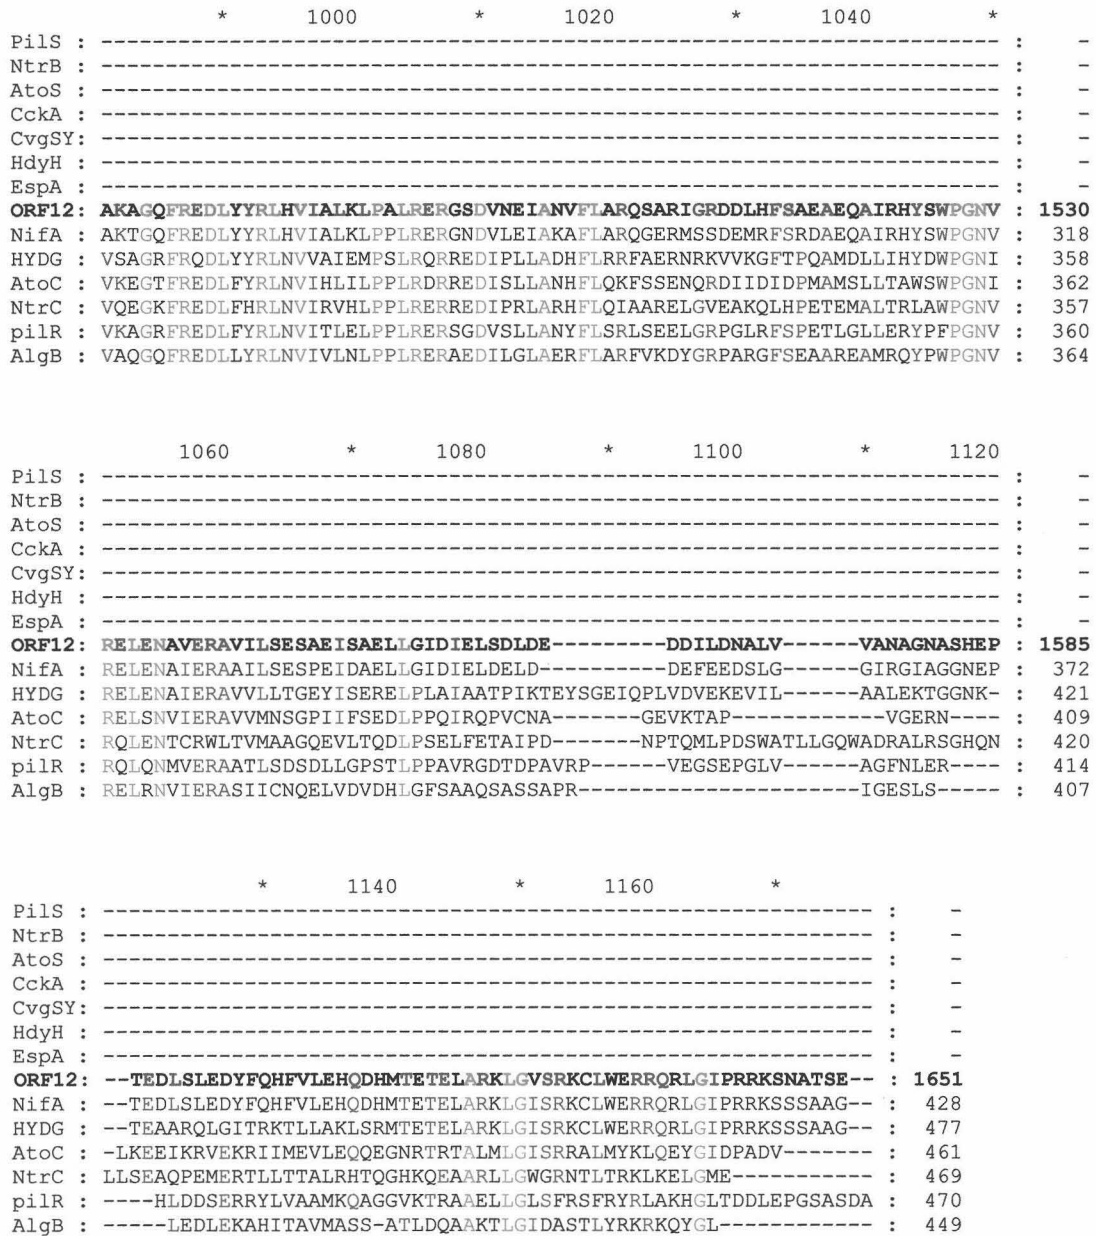 * 1000 * 1020 * 1040 *
PilS : ---------------------------------------------------------------------- : -
NtrB : ---------------------------------------------------------------------- : -
AtoS : ---------------------------------------------------------------------- : -
CckA : ---------------------------------------------------------------------- : -
CvgSY: ---------------------------------------------------------------------- : -
HdyH : ---------------------------------------------------------------------- : -
EspA : ---------------------------------------------------------------------- : -
ORF12: AKAGQFREDLYYRLHVIALKLPALRERGSDVNEIANVFLARQSARIGRDDLHFSAEAEQAIRHYSWPGNV : 1530
NifA : AKTGQFREDLYYRLHVIALKLPPLRERGNDVLEIAKAFLARQGERMSSDEMRFSRDAEQAIRHYSWPGNV : 318
HYDG : VSAGRFRQDLYYRLNVVAIEMPSLRQRREDIPLLADHFLRRFAERNRKVVKGFTPQAMDLLIHYDWPGNI : 358
AtoC : VKEGTFREDLFYRLNVIHLILPPLRDRREDISLLANHFLQKFSSENQRDIIDIDPMAMSLLTAWSWPGNI : 362
NtrC : VQEGKFREDLFHRLNVIRVHLPPLRERREDIPRLARHFLQIAARELGVEAKQLHPETEMALTRLAWPGNV : 357
pilR : VKAGRFREDLFYRLNVITLELPPLRERSGDVSLLANYFLSRLSEELGRPGLRFSPETLGLLERYPFPGNV : 360
AlgB : VAQGQFREDLLYRLNVIVLNLPPLRERAEDILGLAERFLARFVKDYGRPARGFSEAAREAMRQYPWPGNV : 364
1060 * 1080 * 1100 * 1120
PilS : ---------------------------------------------------------------------- : -
NtrB : ---------------------------------------------------------------------- : -
AtoS : ---------------------------------------------------------------------- : -
CckA : ---------------------------------------------------------------------- : -
CvgSY: ---------------------------------------------------------------------- : -
HdyH : ---------------------------------------------------------------------- : -
EspA : ---------------------------------------------------------------------- : -
ORF12: RELENAVERAVILSESAEISAELLGIDIELSDLDE---------DDILDNALV------VANAGNASHEP : 1585
NifA : RELENAIERAAILSESPEIDAELLGIDIELDELD----------DEFEEDSLG------GIRGIAGGNEP : 372
HYDG : RELENAIERAVVLLTGEYISERELPLAIAATPIKTEYSGEIQPLVDVEKEVIL------AALEKTGGNK- : 421
AtoC : RELSNVIERAVVMNSGPIIFSEDLPPQIRQPVCNA-------GEVKTAP------------VGERN---- : 409
NtrC : RQLENTCRWLTVMAAGQEVLTQDLPSELFETAIPD-------NPTQMLPDSWATLLGQWADRALRSGHQN : 420
pilR : RQLQNMVERAATLSDSDLLGPSTLPPAVRGDTDPAVRP------VEGSEPGLV------AGFNLER---- : 414
AlgB : RELRNVIERASIICNQELVDVDHLGFSAAQSASSAPR----------------------IGESLS----- : 407
* 1140 * 1160 *
PilS : ------------------------------------------------------------ : -
NtrB : ------------------------------------------------------------ : -
AtoS : ------------------------------------------------------------ : -
CckA : ------------------------------------------------------------ : -
CvgSY: ------------------------------------------------------------ : -
HdyH : ------------------------------------------------------------ : -
EspA : ------------------------------------------------------------ : -
ORF12: --TEDLSLEDYFQHFVLEHQDHMTETELARKLGVSRKCLWERRQRLGIPRRKSNATSE-- : 1651
NifA : --TEDLSLEDYFQHFVLEHQDHMTETELARKLGISRKCLWERRQRLGIPRRKSSSAAG-- : 428
HYDG : --TEAARQLGITRKTLLAKLSRMTETELARKLGISRKCLWERRQRLGIPRRKSSSAAG-- : 477
AtoC : -LKEEIKRVEKRIIMEVLEQQEGNRTRTALMLGISRRALMYKLQEYGIDPADV------- : 461
NtrC : LLSEAQPEMERTLLTTALRHTQGHKQEAARLLGWGRNTLTRKLKELGME----------- : 469
pilR : ----HLDDSERRYLVAAMKQAGGVKTRAAELLGLSFRSFRYRLAKHGLTDDLEPGSASDA : 470
AlgB : -----LEDLEKAHITAVMASS-ATLDQAAKTLGIDASTLYRKRKQYGL------------ : 449